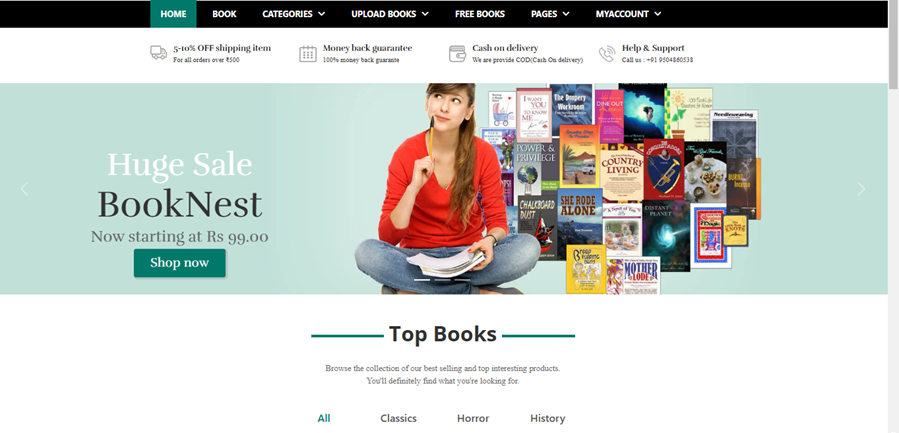 HOME BOOK CATEGORIES UPLOAD BOOKS FREE BOOKS PAGES MYACCOUNT
5-10% OFF shipping item
For all orders over ₹500
Money back guarantee
100% money back guarante
Cash on delivery
We are provide COD(Cash On delivery)
Help & Support
Call us : +91 9504860538
Huge Sale
BookNest
Now starting at Rs 99.00
Shop now
I WANT
YOU
TO KNOW
ME
The Drapery
Workroom
DINE OUT
Needleweaving
POWER &
PRIVILEGE
COUNTRY
LIVING
CHALKBOARD
DUST
SHE RODE
ALONE
DISTANT
PLANET
MOTHER
LODE
Top Books
Browse the collection of our best selling and top interesting products.
You'll definitely find what you're looking for.
All Classics Horror History